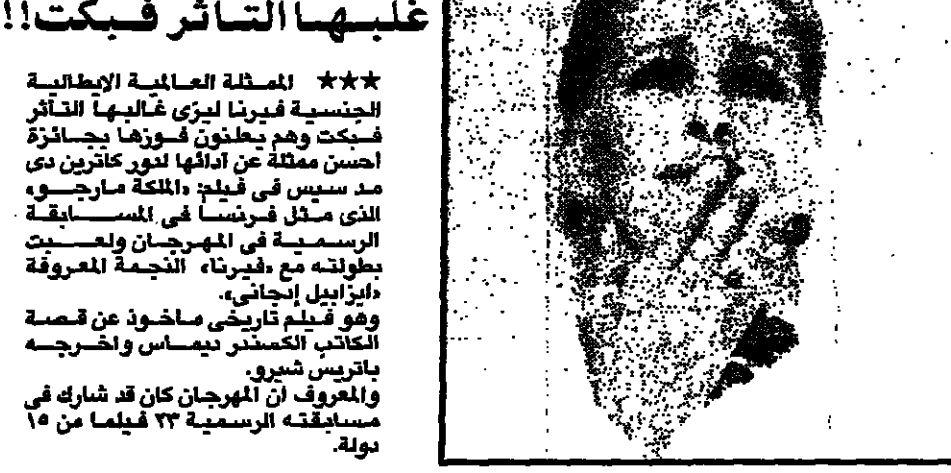 غلبها التأثر فبكت!!
★★★ الممثلة العالمية الإيطالية
الجنسية فيرنا ليزى غالبها التأثر
فبكت وهم يعلنون فوزها بجائزة
أحسن ممثلة عن أدائها لدور كاترين دى
مد سيس فى فيلم: «الملكة مارجو»
الذى مثل فرنسا فى المسابقة
الرسمية فى المهرجان ولعبت
بطولته مع «فيرنا» النجمة المعروفة
«ايزابيل إدجانى».
وهو فيلم تاريخى مأخوذ عن قصة
الكاتب الكسندر ديماس واخرجه
باتريس شيرو.
والمعروف ان المهرجان كان قد شارك فى
مسابقته الرسمية ٢٣ فيلما من ١٥
دولة.